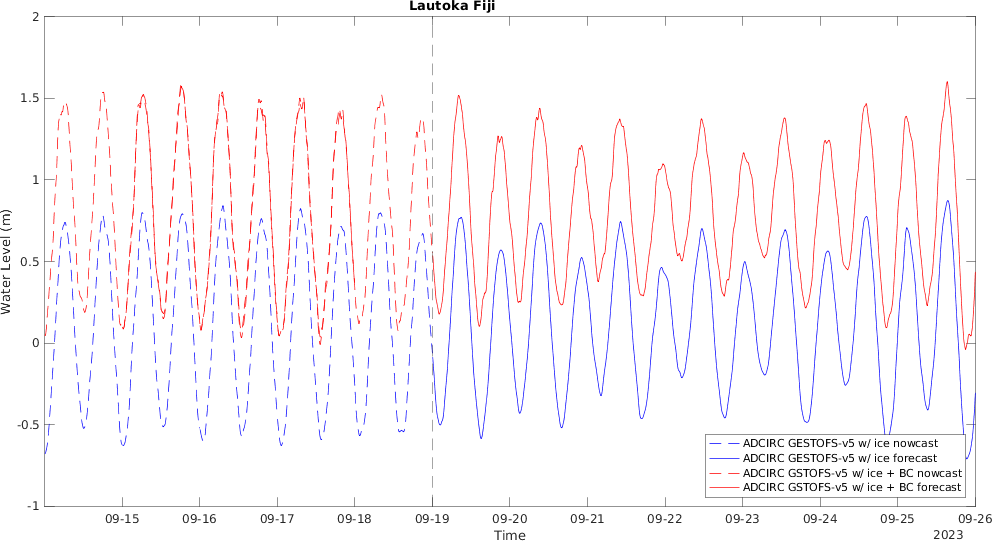 Lautoka Fiji
2
1.5
1
0.5
0
-0.5
-1
Water Level (m)
09-15 09-16 09-17 09-18 09-19 09-20 09-21 09-22 09-23 09-24 09-25 09-26
Time
2023
ADCIRC GESTOFS-v5 w/ ice nowcast
ADCIRC GESTOFS-v5 w/ ice forecast
ADCIRC GSTOFS-v5 w/ ice + BC nowcast
ADCIRC GSTOFS-v5 w/ ice + BC forecast